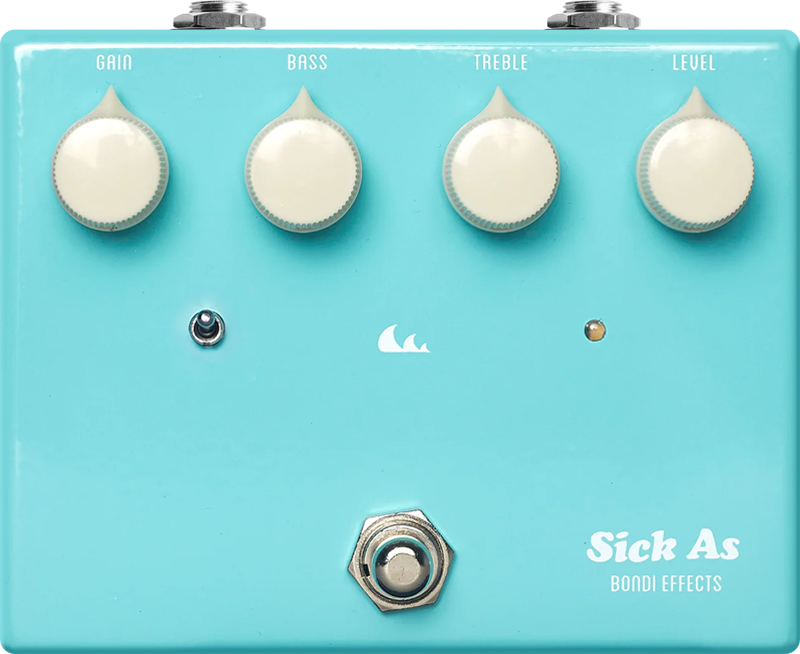 GAIN
BASS
TREBLE
LEVEL
Sick As
BONDI EFFECTS